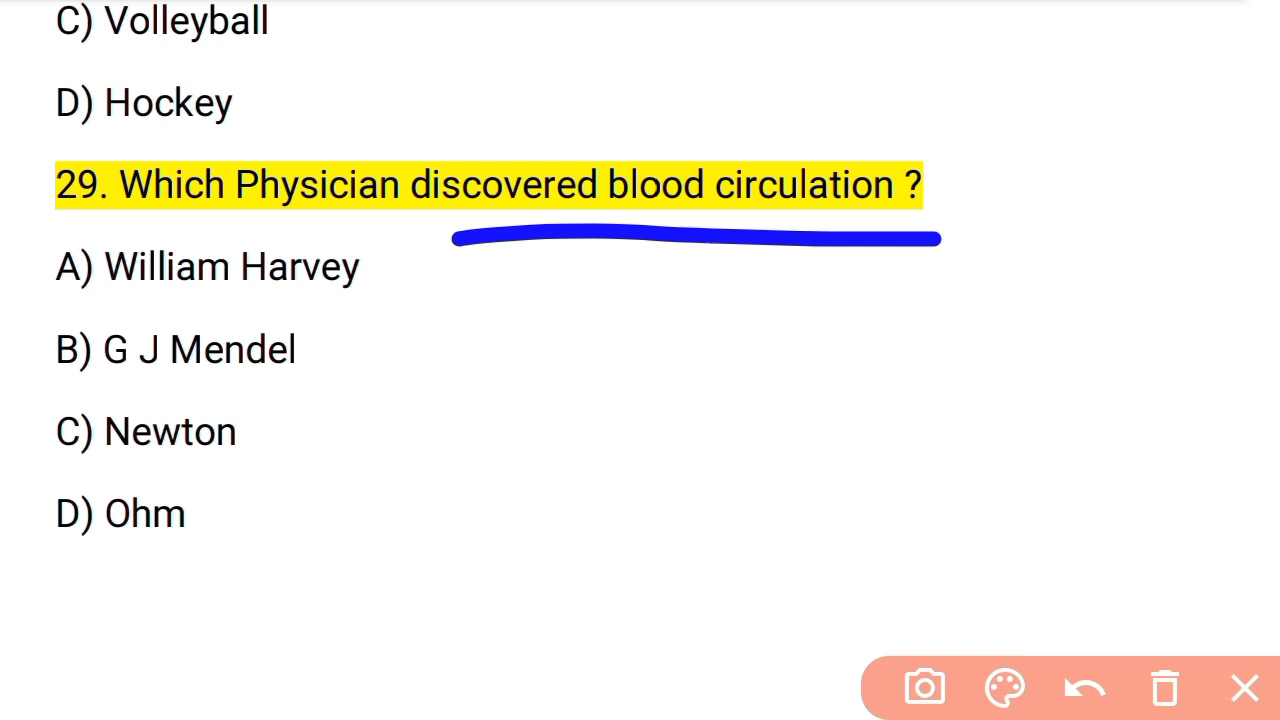 C) Volleyball
D) Hockey
29. Which Physician discovered blood circulation ?
A) William Harvey
B) G J Mendel
C) Newton
D) Ohm